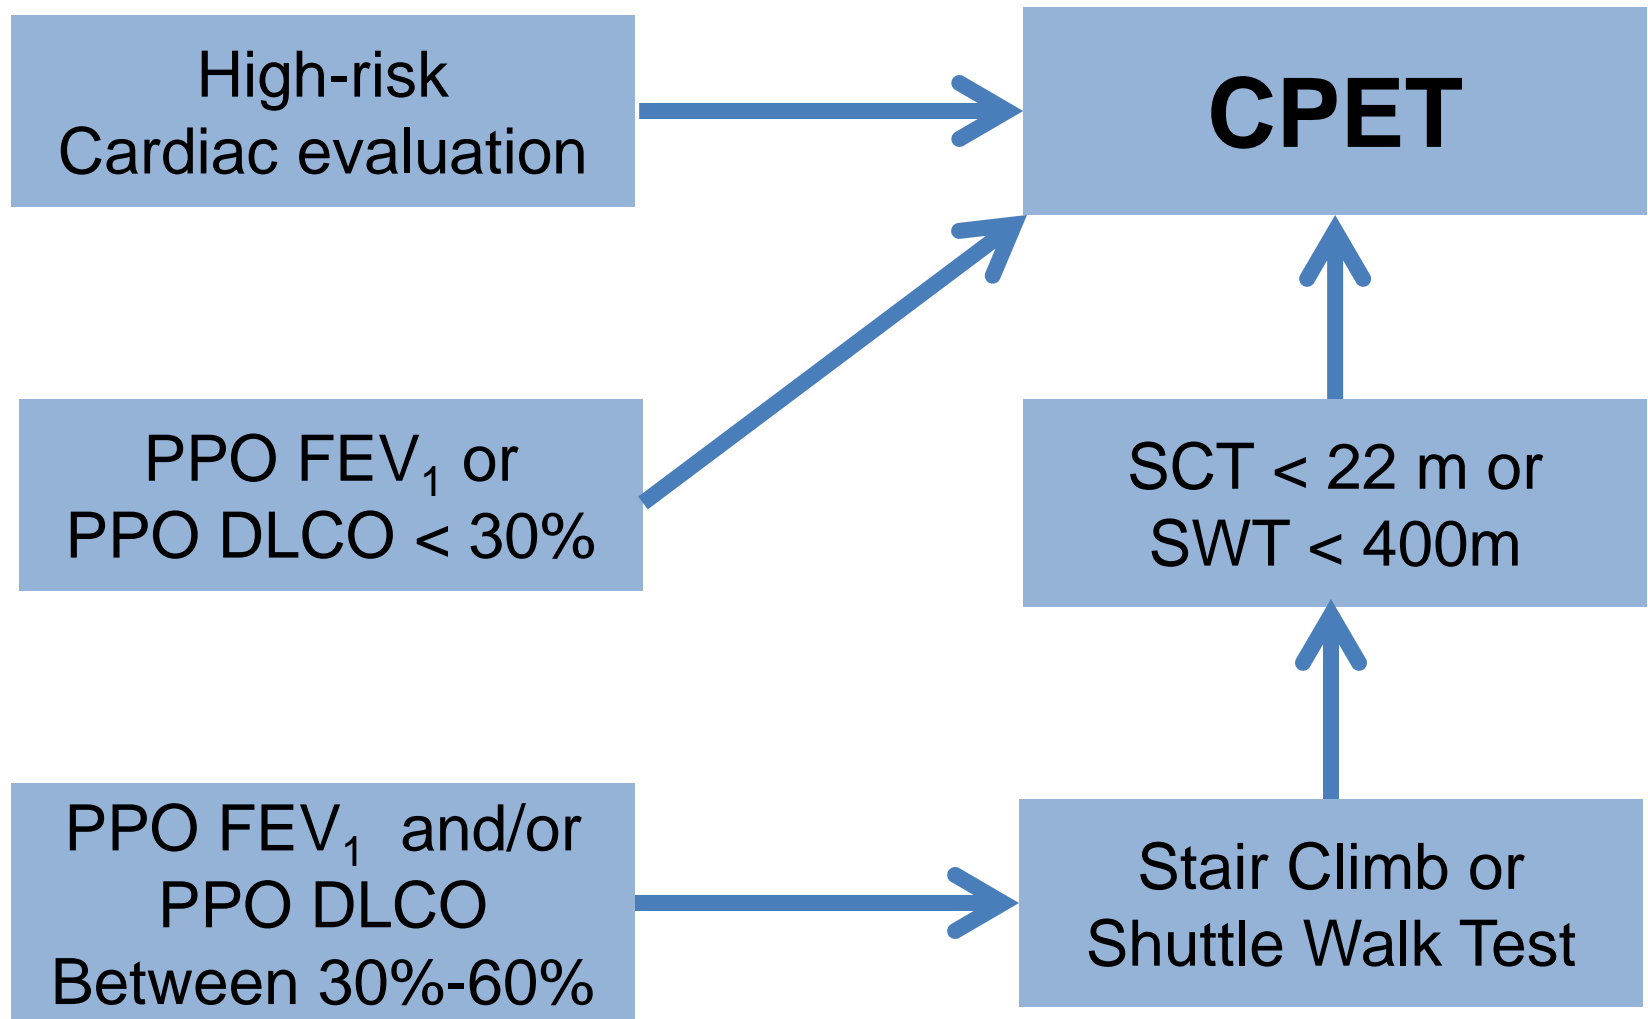 High-risk
Cardiac evaluation
CPET
PPO FEV₁ or
PPO DLCO < 30%
SCT < 22 m or
SWT < 400m
PPO FEV₁ and/or
PPO DLCO
Between 30%-60%
Stair Climb or
Shuttle Walk Test